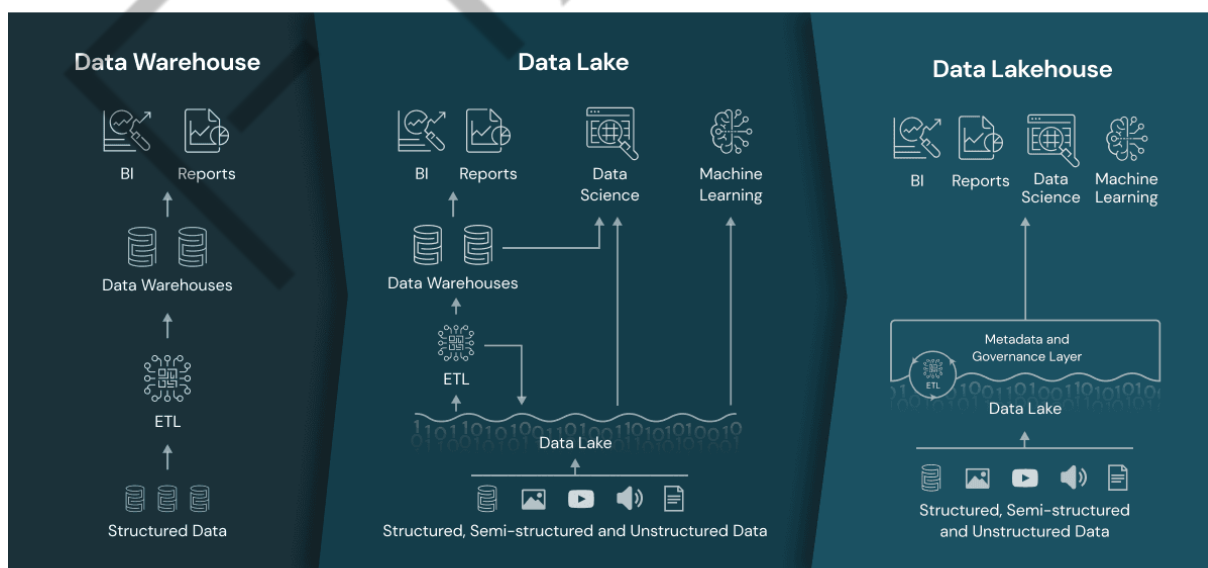 Data Warehouse
BI
Reports
Data Warehouses
ETL
Structured Data
Data Lake
BI
Reports
Data
Science
Machine
Learning
Data Warehouses
ETL
1101101010010110101010010
Data Lake
Structured, Semi-structured and Unstructured Data
Data Lakehouse
BI
Reports
Data
Science
Machine
Learning
Metadata and
Governance Layer
ETL
Data Lake
Structured, Semi-structured
and Unstructured Data